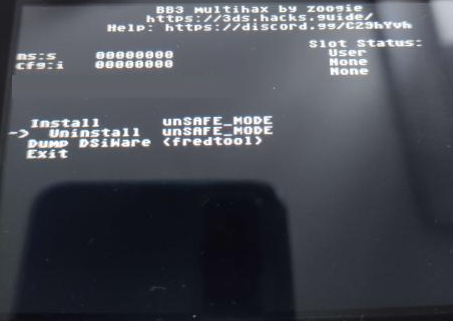 BB3 Multihax by Zoogie
https://3ds.hacks.guide/
Help: https://discord.gg/C29hYvh
Slot Status:
ns:s 00000000 User
cfg:i 00000000 None
None
Install unSAFE_MODE
-> Uninstall unSAFE_MODE
Dump DSiWare (fredtool)
Exit